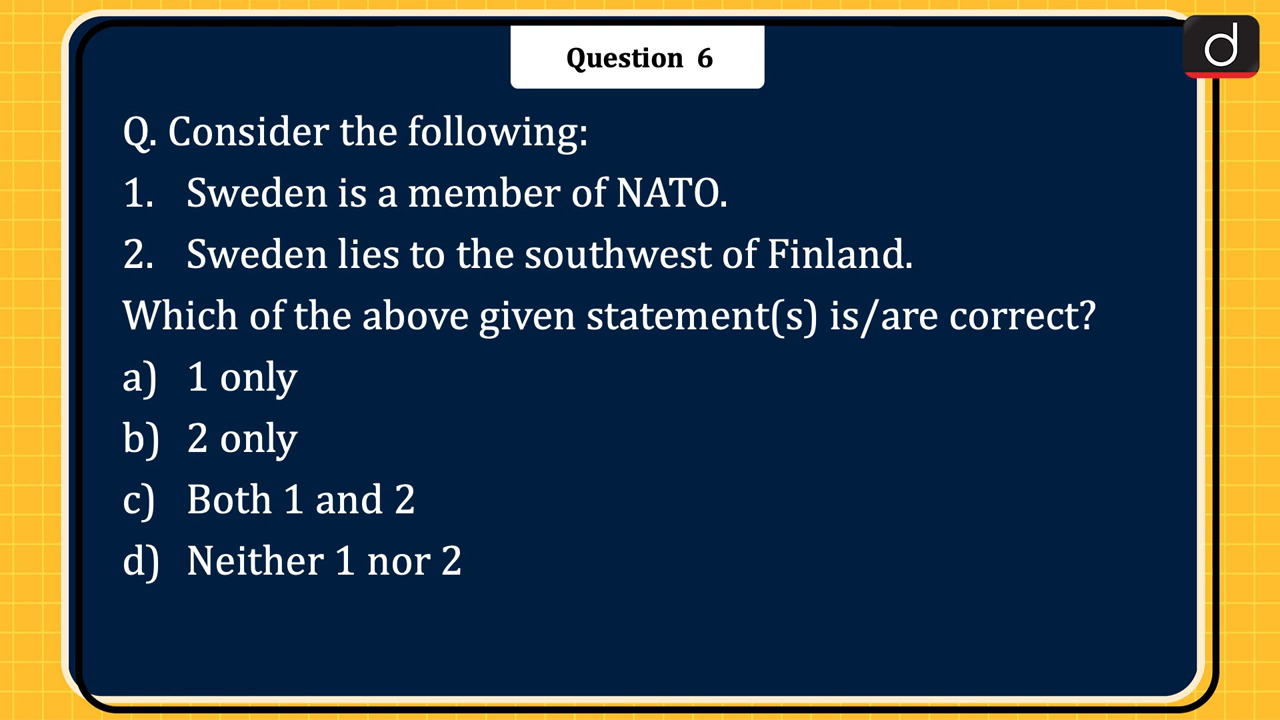 Question 6
d
Q. Consider the following:
1. Sweden is a member of NATO.
2. Sweden lies to the southwest of Finland.
Which of the above given statement(s) is/are correct?
a) 1 only
b) 2 only
c) Both 1 and 2
d) Neither 1 nor 2